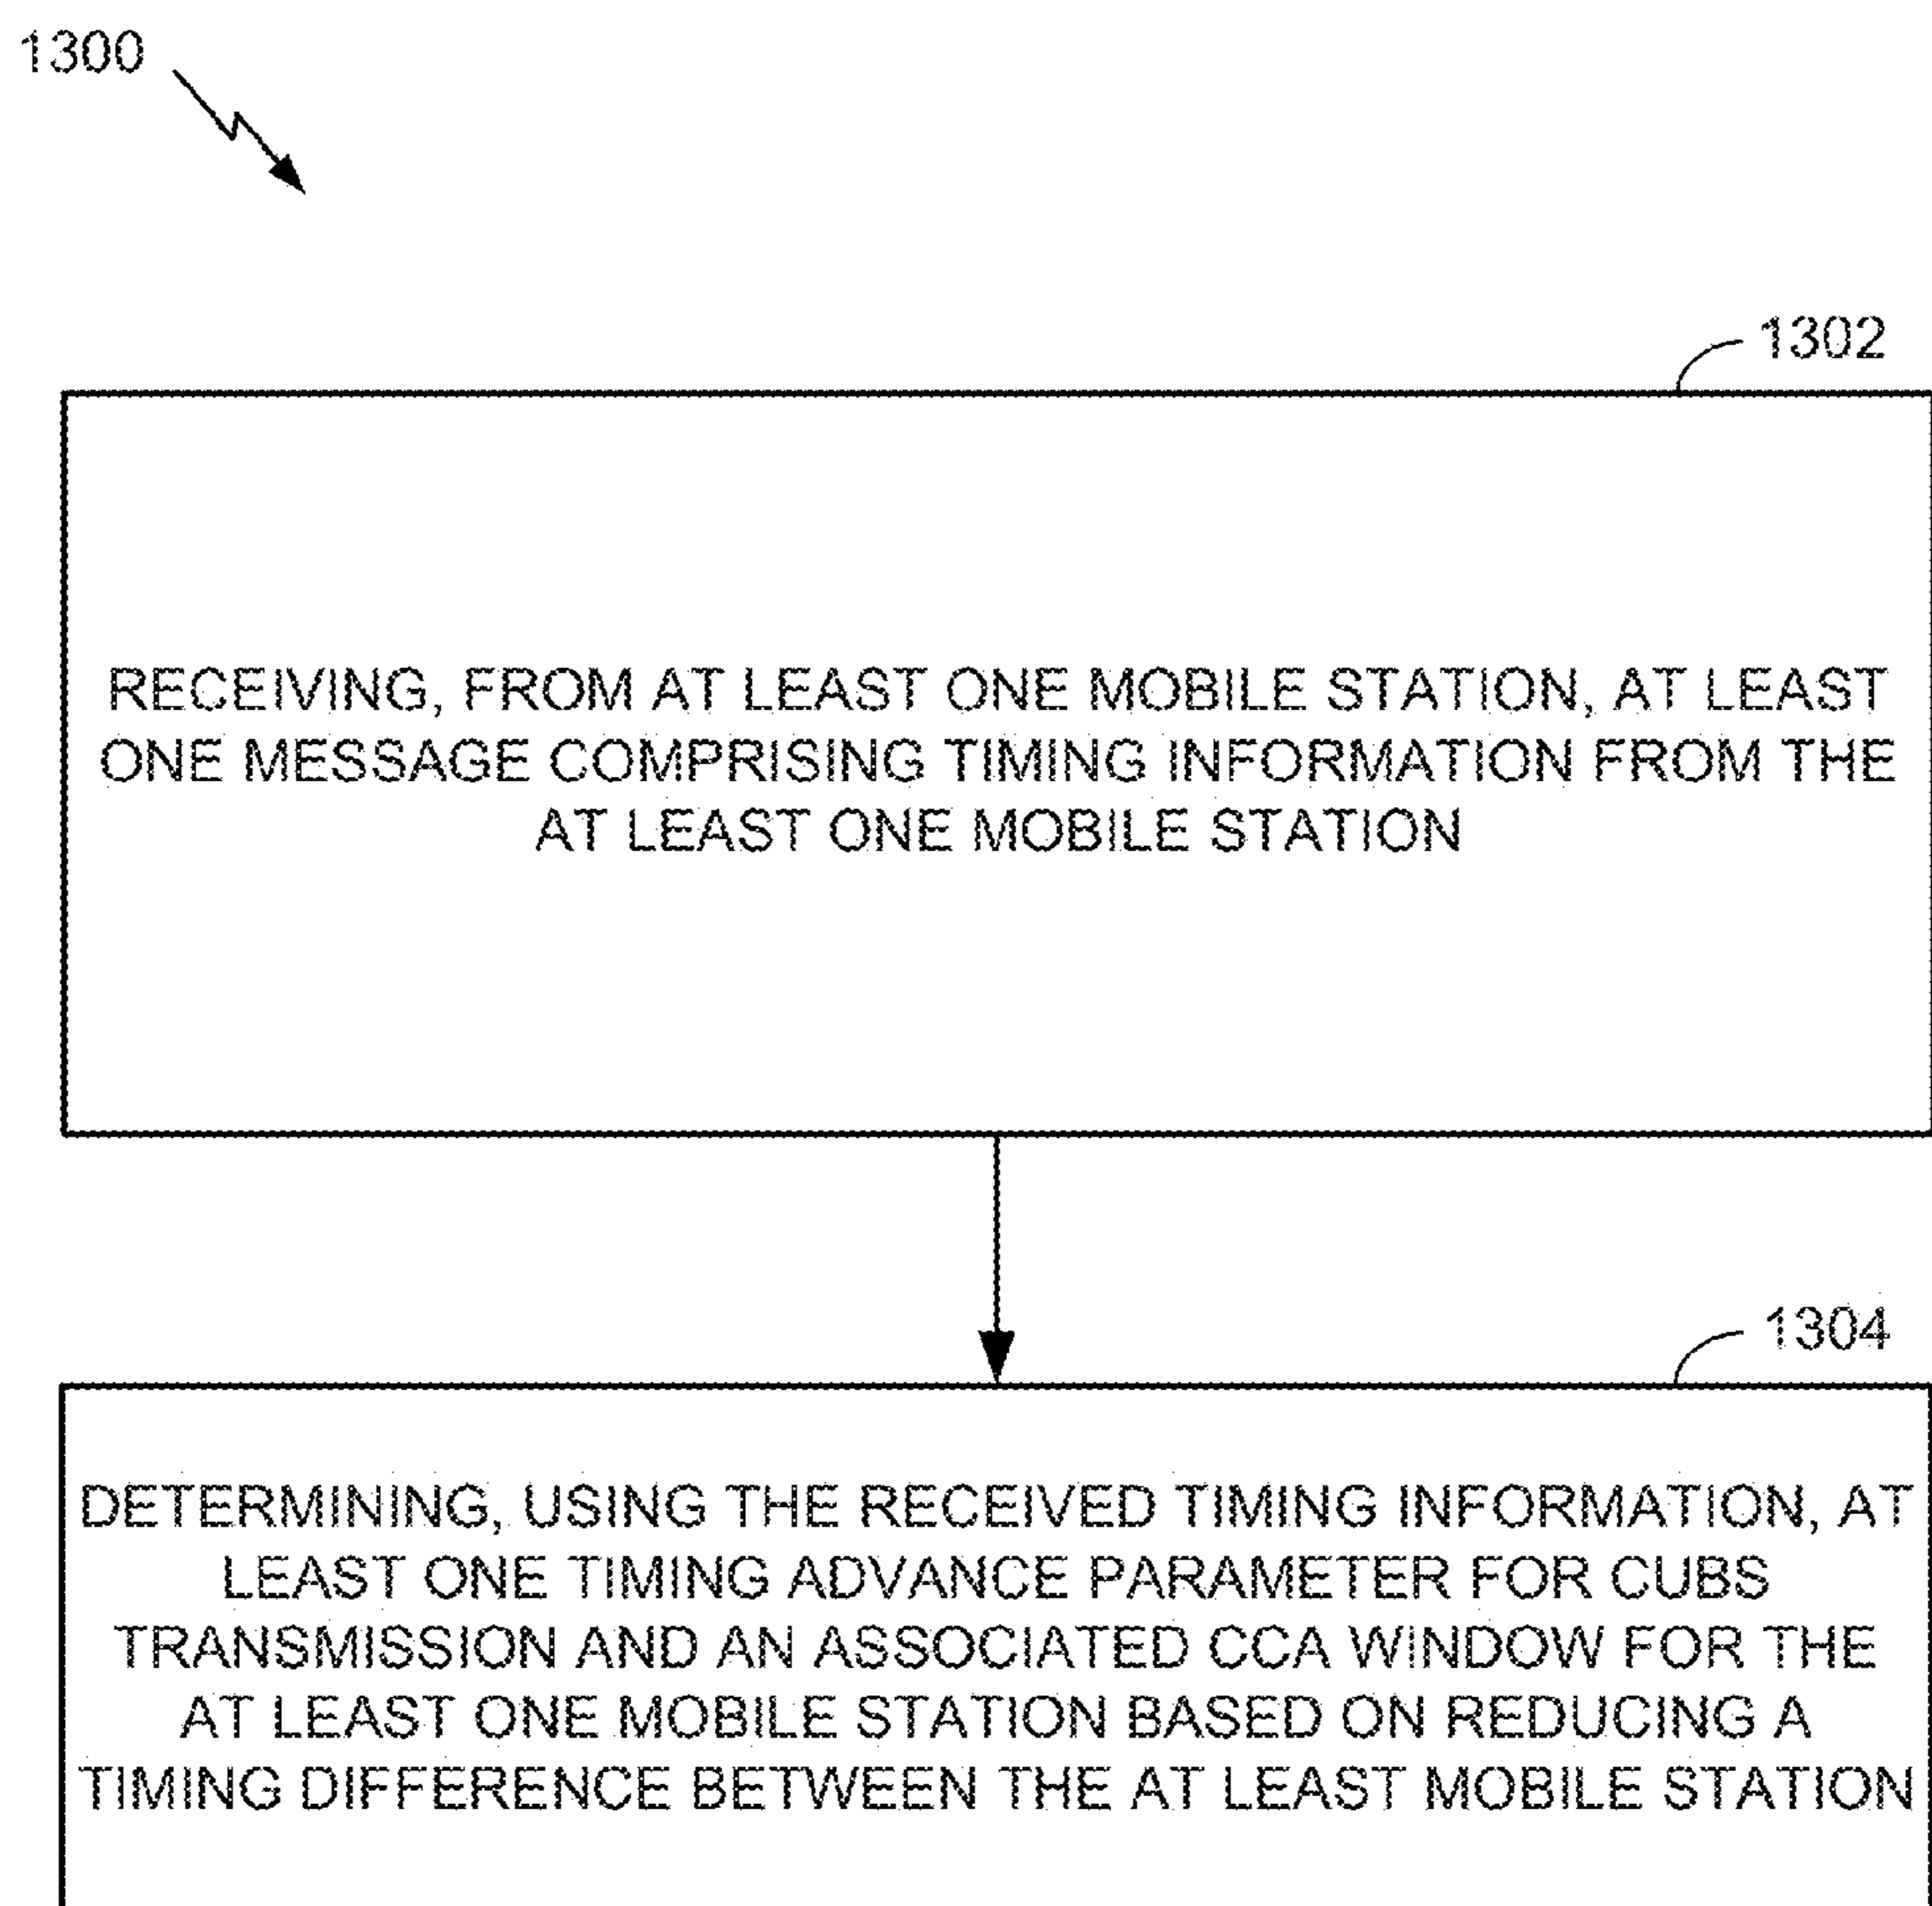 1300
1302
RECEIVING, FROM AT LEAST ONE MOBILE STATION, AT LEAST
ONE MESSAGE COMPRISING TIMING INFORMATION FROM THE
AT LEAST ONE MOBILE STATION
1304
DETERMINING, USING THE RECEIVED TIMING INFORMATION, AT
LEAST ONE TIMING ADVANCE PARAMETER FOR CUBS
TRANSMISSION AND AN ASSOCIATED CCA WINDOW FOR THE
AT LEAST ONE MOBILE STATION BASED ON REDUCING A
TIMING DIFFERENCE BETWEEN THE AT LEAST MOBILE STATION